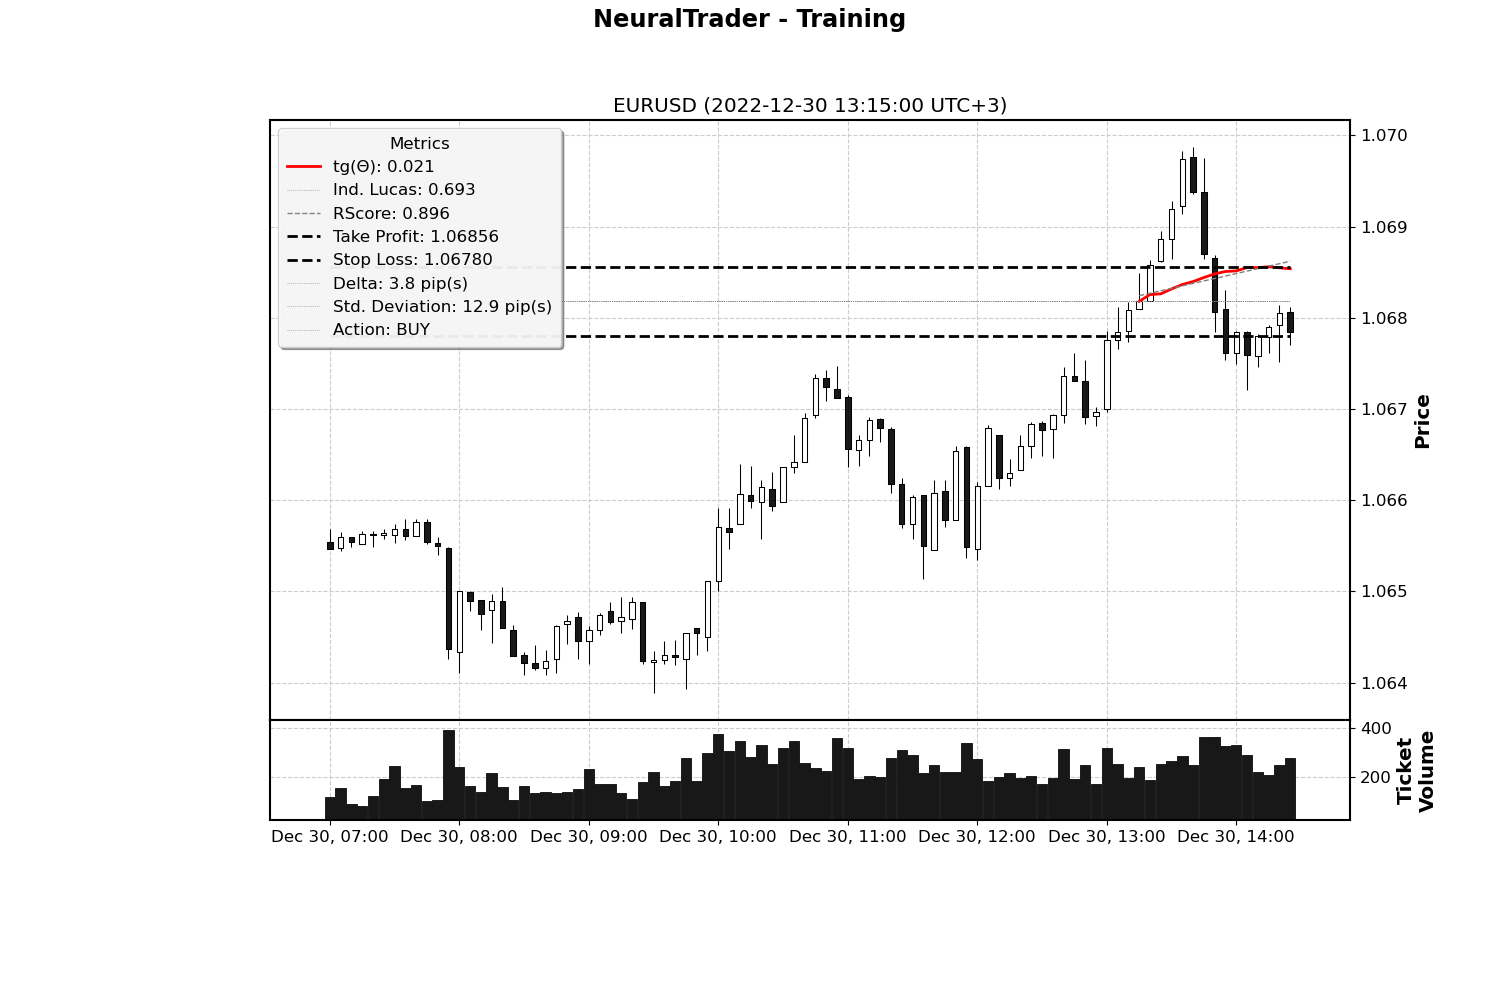 NeuralTrader - Training
EURUSD (2022-12-30 13:15:00 UTC+3)
Metrics
tg(Θ): 0.021
Ind. Lucas: 0.693
RScore: 0.896
Take Profit: 1.06856
Stop Loss: 1.06780
Delta: 3.8 pip(s)
Std. Deviation: 12.9 pip(s)
Action: BUY
1.070
1.069
1.068
1.067
1.066
1.065
1.064
Price
400
200
Ticket
Volume
Dec 30, 07:00 Dec 30, 08:00 Dec 30, 09:00 Dec 30, 10:00 Dec 30, 11:00 Dec 30, 12:00 Dec 30, 13:00 Dec 30, 14:00